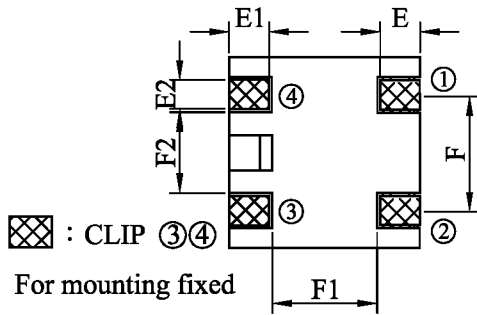 E1 E
E2 ④ ①
F2 F
③ ②
: CLIP ③④
For mounting fixed F1